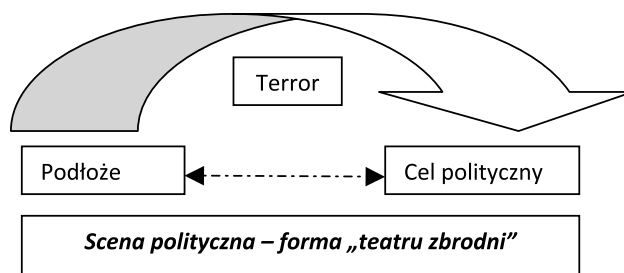 Terror
Podłoże
Cel polityczny
Scena polityczna – forma „teatru zbrodni”